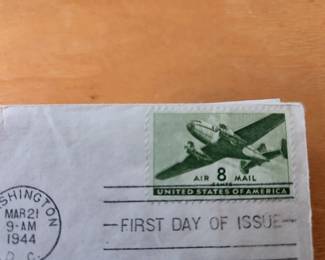 AIR 8 MAIL
CENTS
UNITED STATES OF AMERICA
SHINGTON
MAR 21
9-AM
1944
D. C.
FIRST DAY OF ISSUE